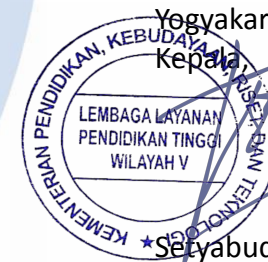 Yogyakar
Kepala,
KEMENTERIAN PENDIDIKAN, KEBUDAYAAN, RISET, DAN TEKNOLOGI
LEMBAGA LAYANAN
PENDIDIKAN TINGGI
WILAYAH V
Setyabud